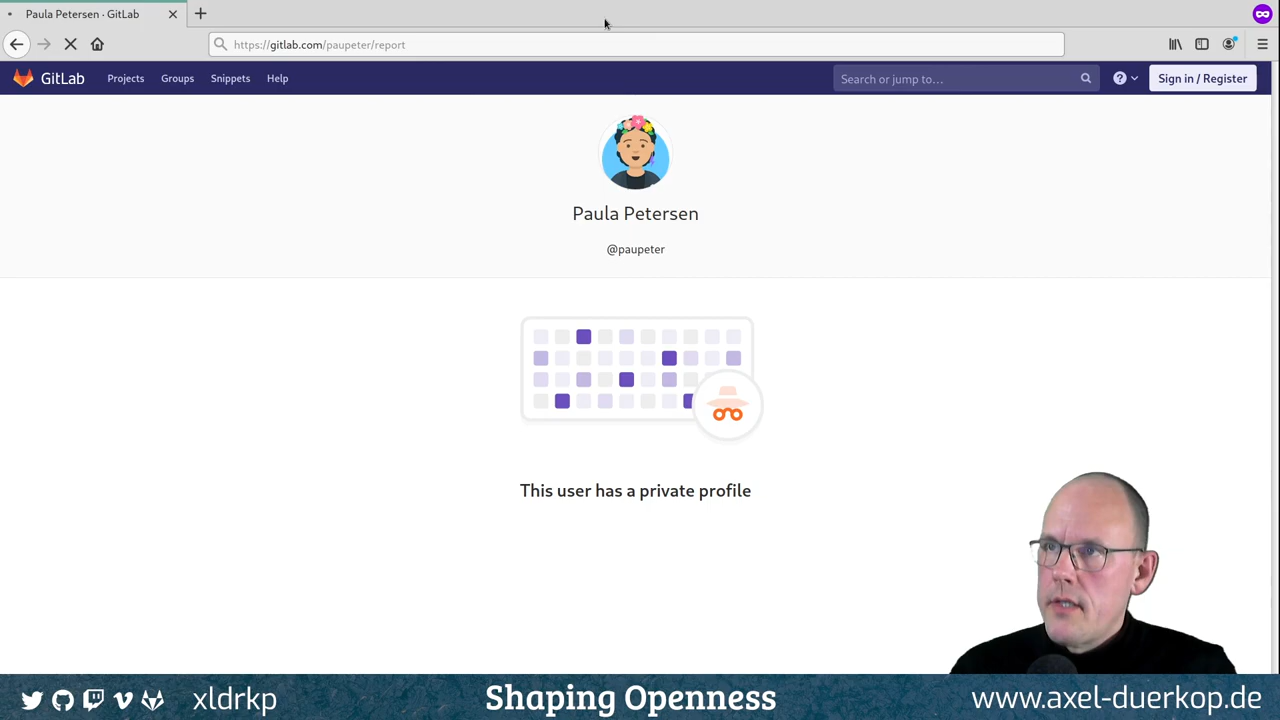 Paula Petersen · GitLab
https://gitlab.com/paupeter/report
GitLab Projects Groups Snippets Help Search or jump to… Sign in / Register
Paula Petersen
@paupeter
This user has a private profile
xldrkp Shaping Openness www.axel-duerkop.de